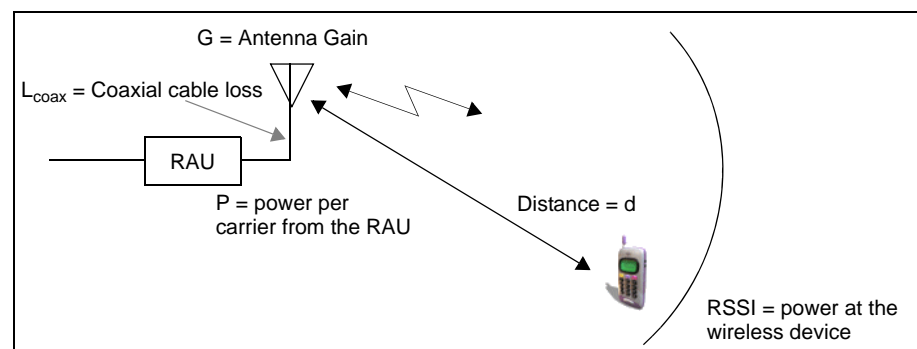 G = Antenna Gain
Lcoax = Coaxial cable loss
RAU
P = power per
carrier from the RAU
Distance = d
RSSI = power at the
wireless device